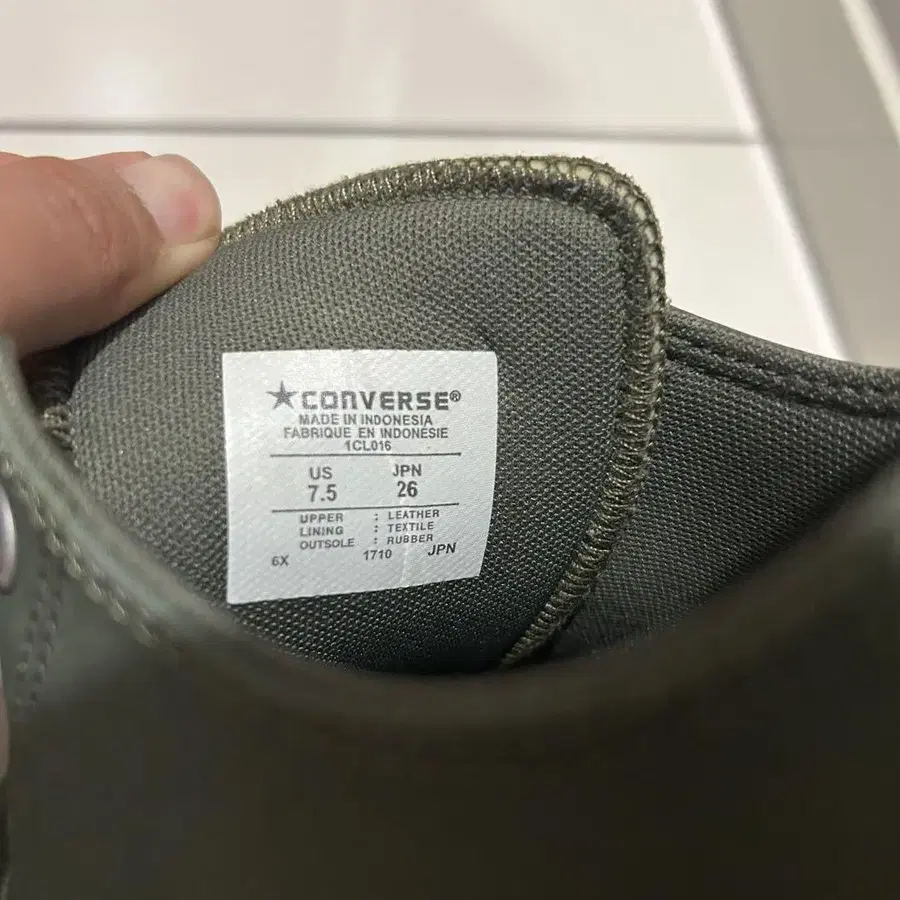 ★CONVERSE®
MADE IN INDONESIA
FABRIQUE EN INDONÉSIE
1CL016
US JPN
7.5 26
UPPER : LEATHER
LINING : TEXTILE
OUTSOLE : RUBBER
6X 1710 JPN